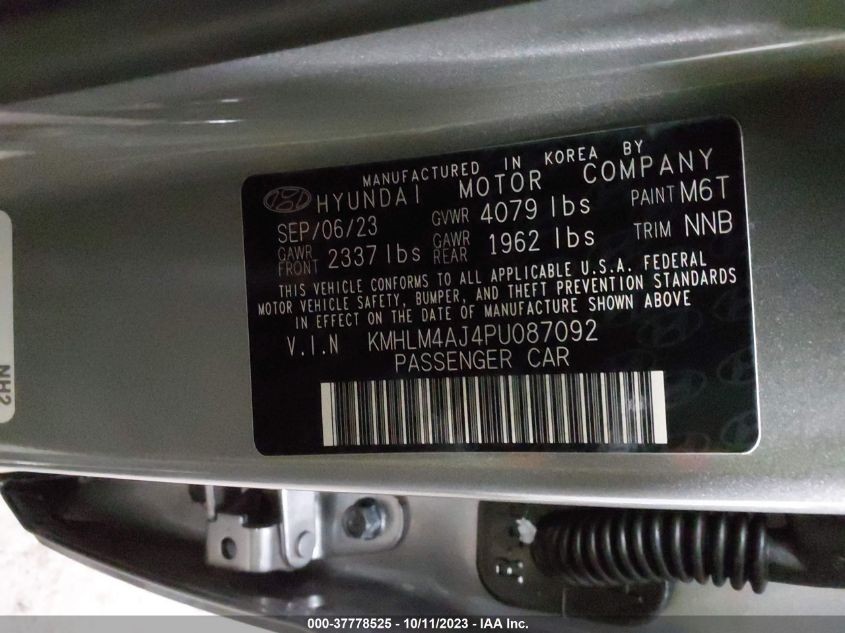 MANUFACTURED IN KOREA BY
HYUNDAI MOTOR COMPANY
SEP/06/23 GVWR 4079 lbs PAINT M6T
GAWR FRONT 2337 lbs GAWR REAR 1962 lbs TRIM NNB
THIS VEHICLE CONFORMS TO ALL APPLICABLE U.S.A. FEDERAL
MOTOR VEHICLE SAFETY, BUMPER, AND THEFT PREVENTION STANDARDS
IN EFFECT ON THE DATE OF MANUFACTURE SHOWN ABOVE
V.I.N KMHLM4AJ4PU087092
PASSENGER CAR
NH2
000-37778525 - 10/11/2023 - IAA Inc.